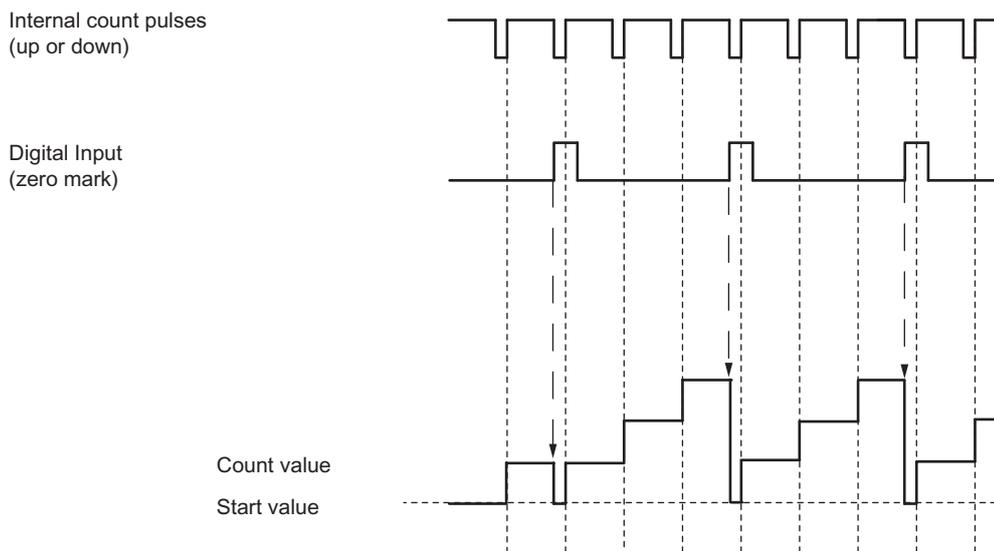 Internal count pulses
(up or down)
Digital Input
(zero mark)
Count value
Start value